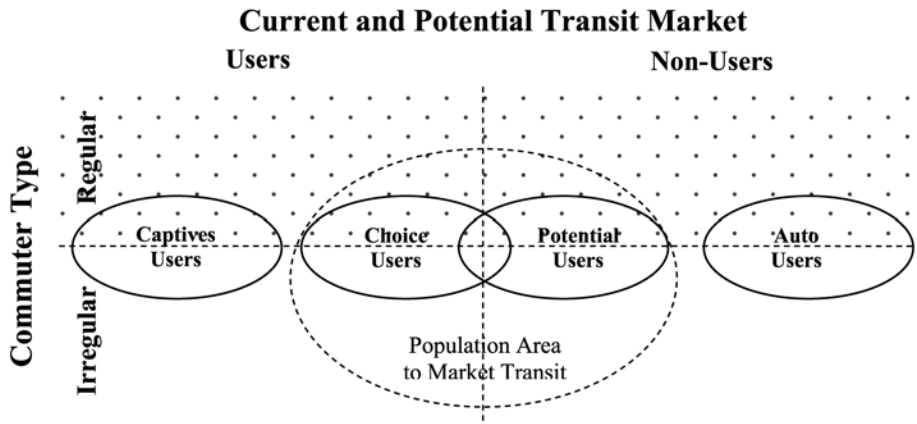 Current and Potential Transit Market
Users
Non-Users
Commuter Type
Regular
Irregular
Captives
Users
Choice
Users
Potential
Users
Auto
Users
Population Area
to Market Transit